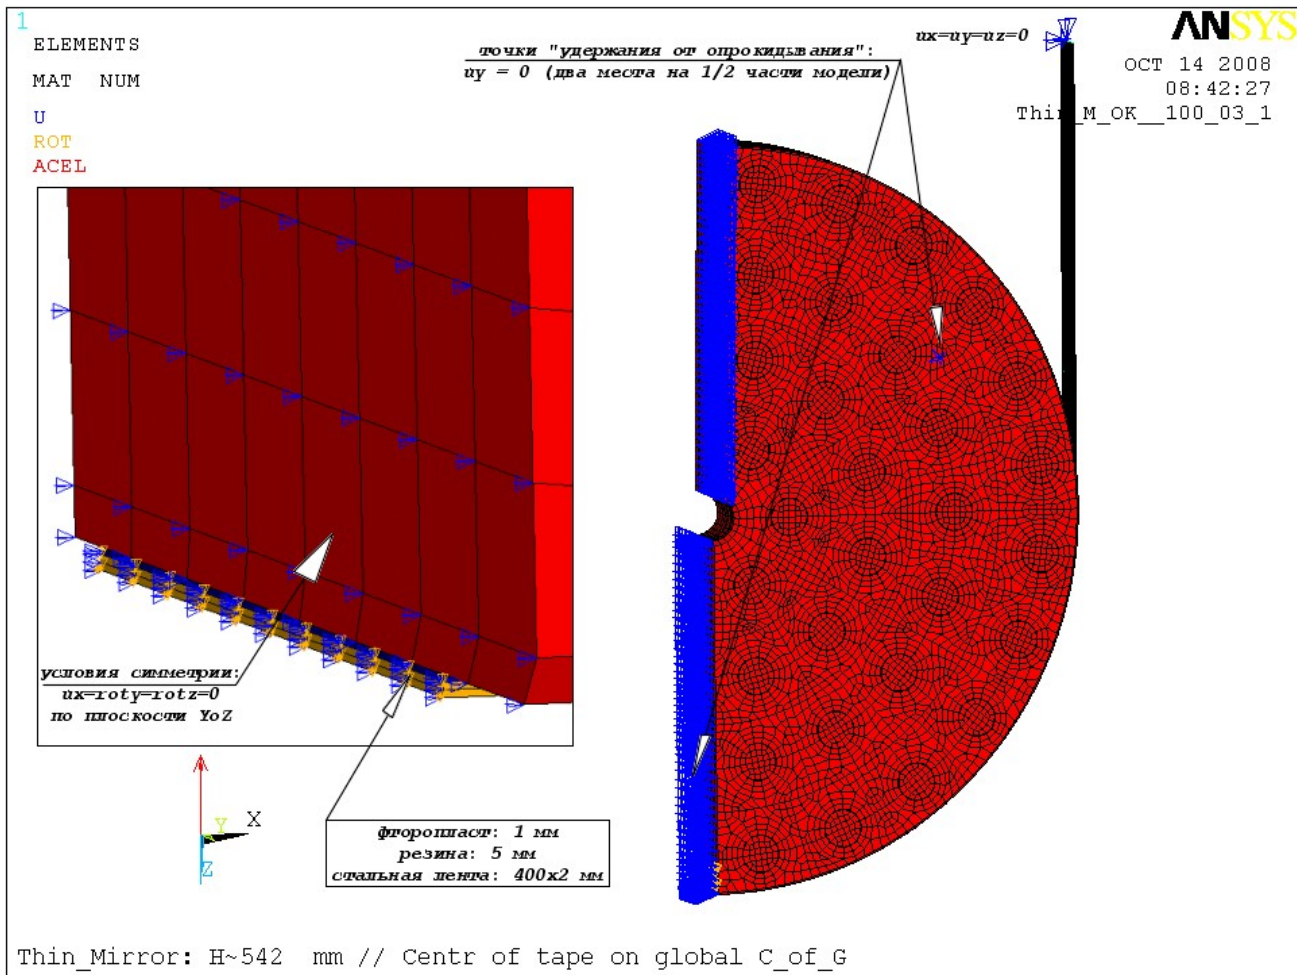 1
ELEMENTS
MAT NUM
U
ROT
ACEL
точки "удержания от опрокидывания":
uy = 0 (два места на 1/2 части модели)
ux=uy=uz=0
ANSYS
OCT 14 2008
08:42:27
Thin_M_OK__100_03_1
условия симметрии:
ux=roty=rotz=0
по плоскости YoZ
фторопласт: 1 мм
резина: 5 мм
стальная лента: 400x2 мм
Y
X
Z
Thin_Mirror: H~542 mm // Centr of tape on global C_of_G